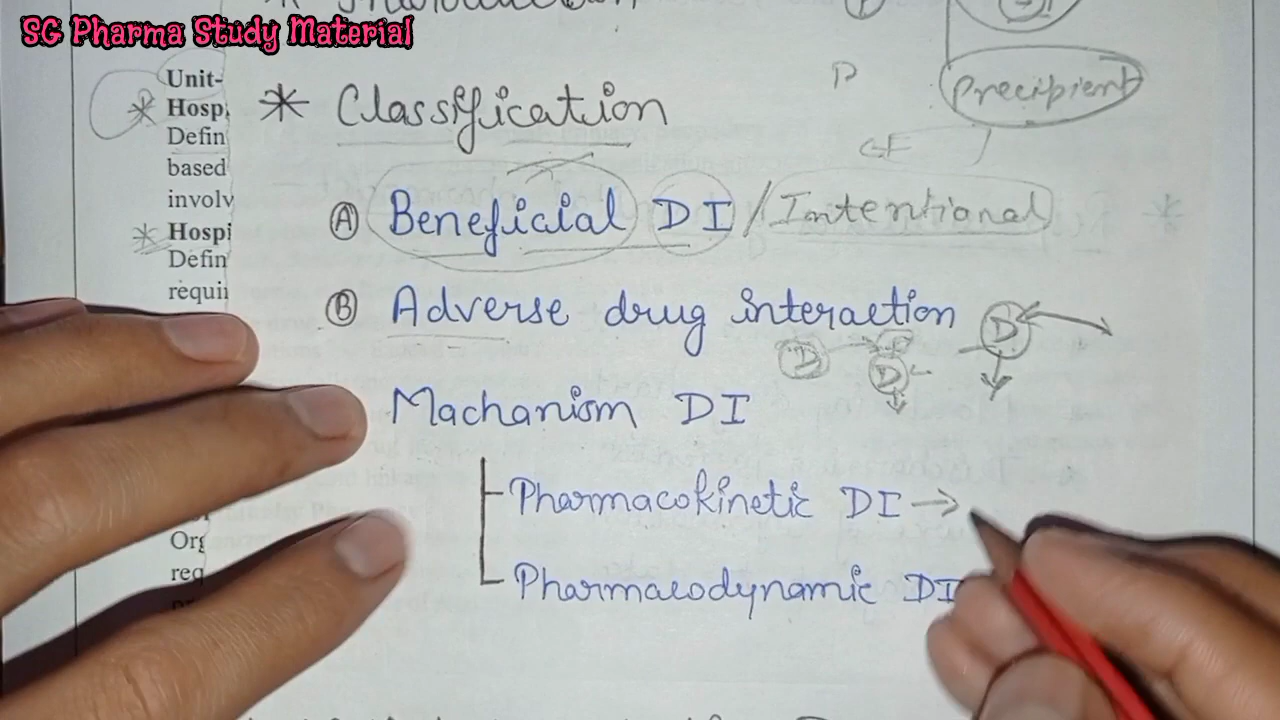 SG Pharma Study Material
Unit-
* Hosp
Defin
based
involv
* Hospi
Defin
requir
Org
req
* Classification
Precipient
P
GF
(A) Beneficial DI / Intentional
(B) Adverse drug interaction
D
D
D
Machanism DI
Pharmacokinetic DI →
Pharmacodynamic DI